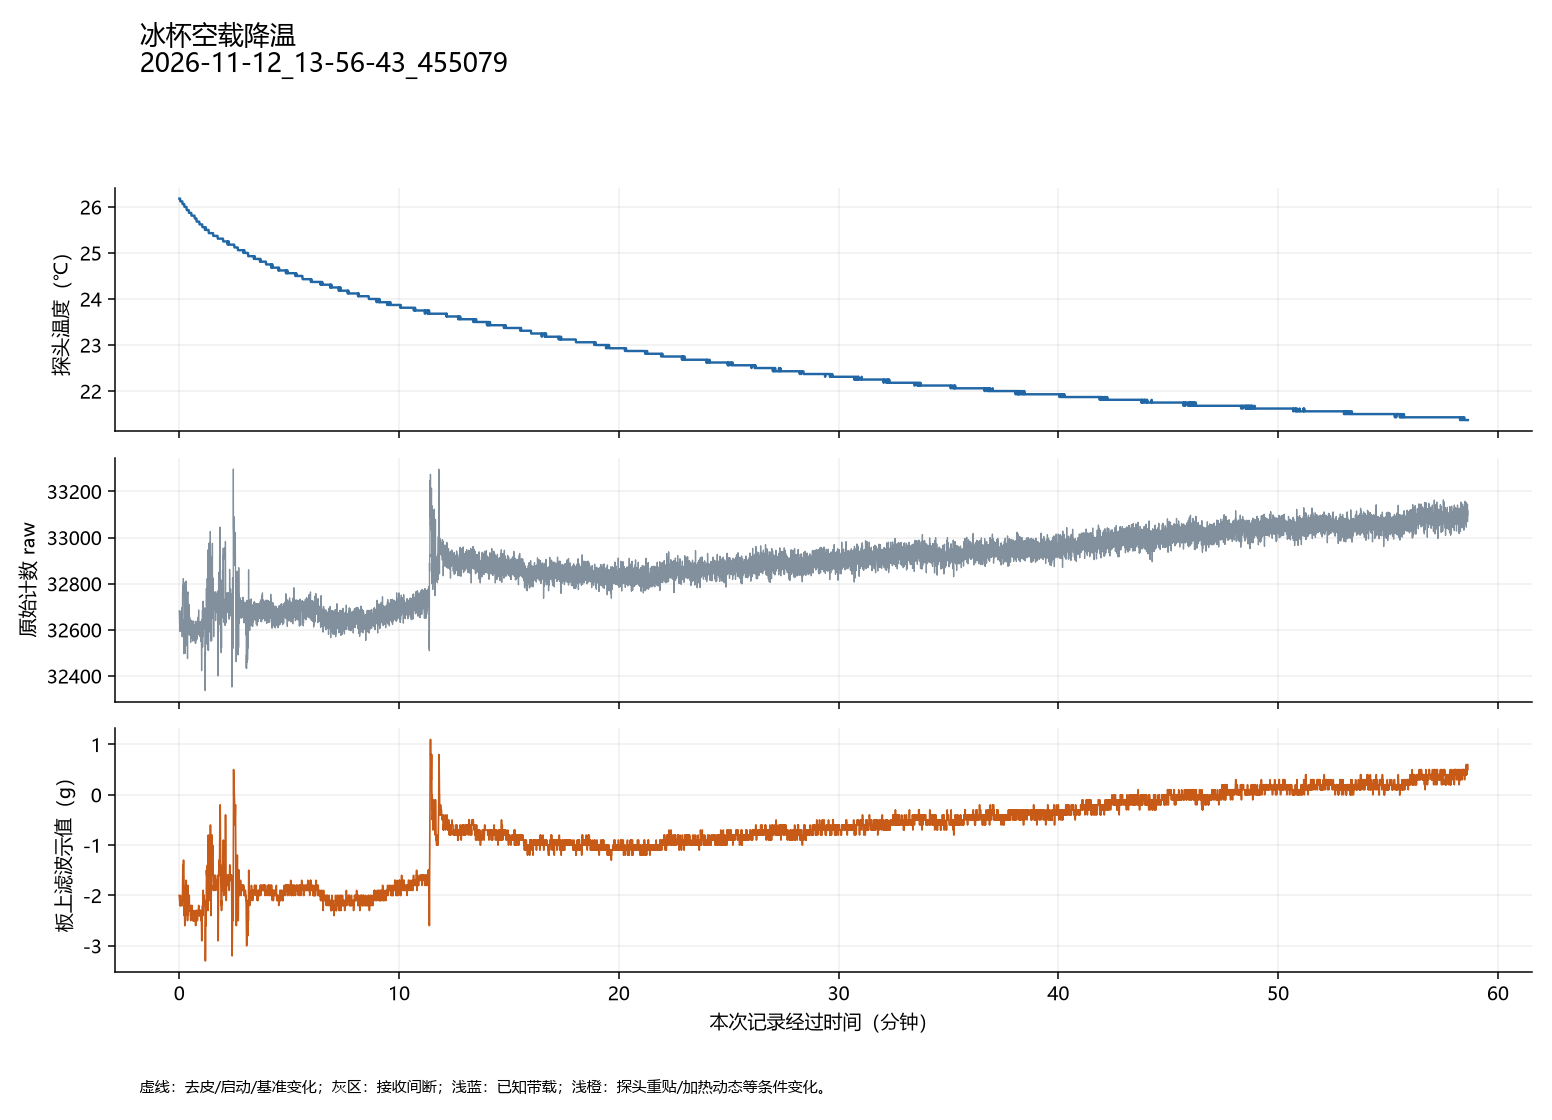 冰杯空载降温
2026-11-12_13-56-43_455079
探头温度（°C）
26
25
24
23
22
原始计数 raw
33200
33000
32800
32600
32400
板上滤波示值（g）
1
0
-1
-2
-3
0 10 20 30 40 50 60
本次记录经过时间（分钟）
虚线：去皮/启动/基准变化；灰区：接收间断；浅蓝：已知带载；浅橙：探头重贴/加热动态等条件变化。